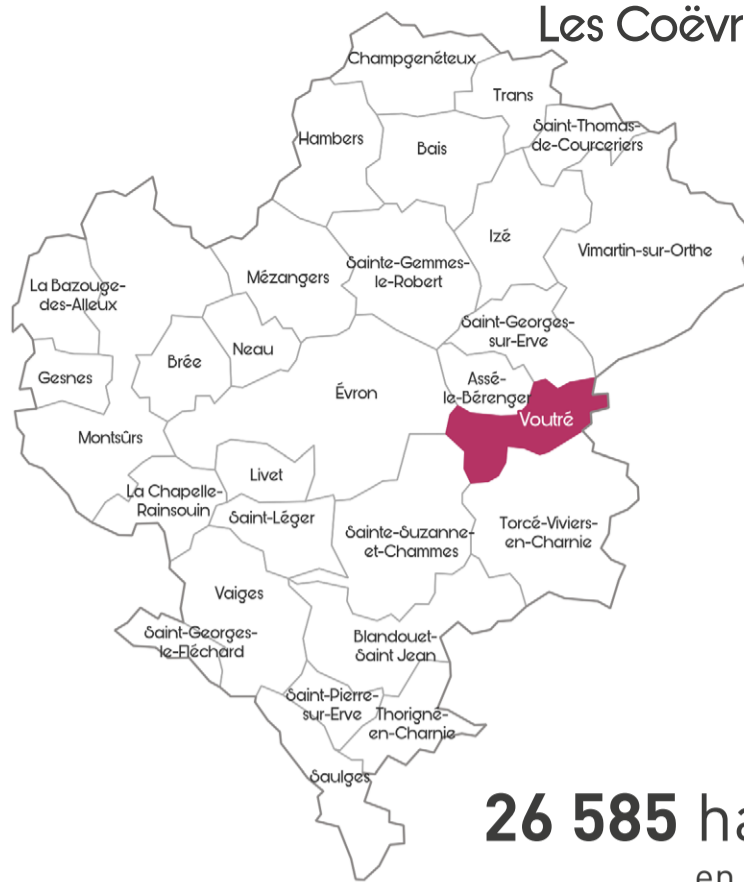 Les Coëvr
Champgenéteux
Trans
Saint-Thomas-
de-Courceriers
Hambers
Bais
Izé
Vimartin-sur-Orthe
Mézangers
Sainte-Gemmes-
le-Robert
La Bazouge-
des-Alleux
Saint-Georges-
sur-Erve
Neau
Brée
Gesnes
Assé-
le-Bérenger
Évron
Voutré
Montsûrs
Livet
La Chapelle-
Rainsouin
Saint-Léger
Sainte-Suzanne-
et-Chammes
Torcé-Viviers-
en-Charnie
Vaiges
Saint-Georges-
le-Fléchard
Blandouet-
Saint Jean
Saint-Pierre-
sur-Erve
Thorigné-
en-Charnie
Saulges
26 585 ha
en